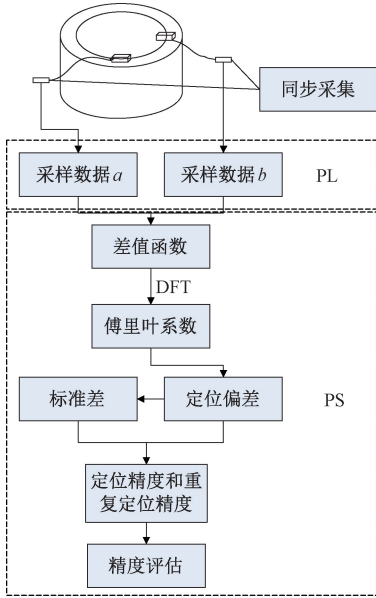 同步采集
采样数据a
采样数据b
PL
差值函数
DFT
傅里叶系数
标准差
定位偏差
PS
定位精度和重
复定位精度
精度评估